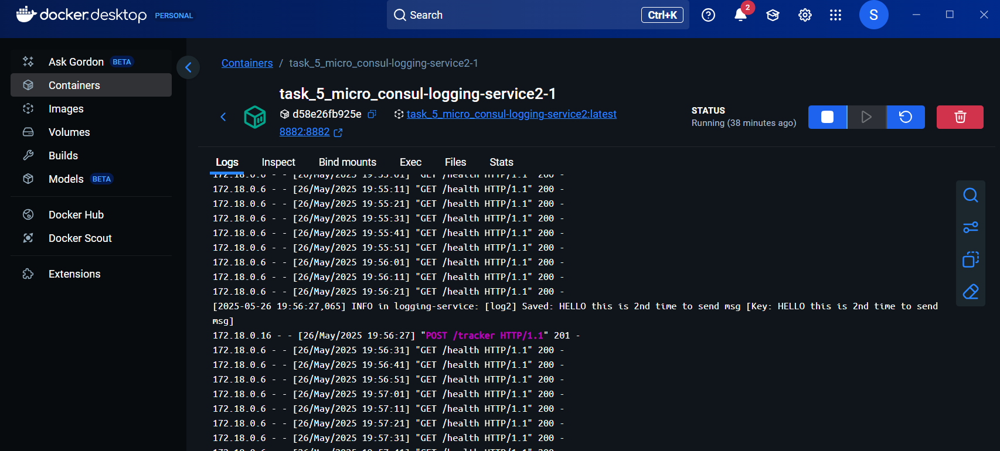 docker.desktop PERSONAL
Search Ctrl+K
2
S
Ask Gordon BETA
Containers
Images
Volumes
Builds
Models BETA
Docker Hub
Docker Scout
Extensions
Containers / task_5_micro_consul-logging-service2-1
task_5_micro_consul-logging-service2-1
d58e26fb925e task_5_micro_consul-logging-service2:latest
8882:8882
STATUS
Running (38 minutes ago)
Logs Inspect Bind mounts Exec Files Stats
172.18.0.6 - - [26/May/2025 19:55:01] "GET /health HTTP/1.1" 200 -
172.18.0.6 - - [26/May/2025 19:55:11] "GET /health HTTP/1.1" 200 -
172.18.0.6 - - [26/May/2025 19:55:21] "GET /health HTTP/1.1" 200 -
172.18.0.6 - - [26/May/2025 19:55:31] "GET /health HTTP/1.1" 200 -
172.18.0.6 - - [26/May/2025 19:55:41] "GET /health HTTP/1.1" 200 -
172.18.0.6 - - [26/May/2025 19:55:51] "GET /health HTTP/1.1" 200 -
172.18.0.6 - - [26/May/2025 19:56:01] "GET /health HTTP/1.1" 200 -
172.18.0.6 - - [26/May/2025 19:56:11] "GET /health HTTP/1.1" 200 -
172.18.0.6 - - [26/May/2025 19:56:21] "GET /health HTTP/1.1" 200 -
[2025-05-26 19:56:27,065] INFO in logging-service: [log2] Saved: HELLO this is 2nd time to send msg [Key: HELLO this is 2nd time to send
msg]
172.18.0.16 - - [26/May/2025 19:56:27] "POST /tracker HTTP/1.1" 201 -
172.18.0.6 - - [26/May/2025 19:56:31] "GET /health HTTP/1.1" 200 -
172.18.0.6 - - [26/May/2025 19:56:41] "GET /health HTTP/1.1" 200 -
172.18.0.6 - - [26/May/2025 19:56:51] "GET /health HTTP/1.1" 200 -
172.18.0.6 - - [26/May/2025 19:57:01] "GET /health HTTP/1.1" 200 -
172.18.0.6 - - [26/May/2025 19:57:11] "GET /health HTTP/1.1" 200 -
172.18.0.6 - - [26/May/2025 19:57:21] "GET /health HTTP/1.1" 200 -
172.18.0.6 - - [26/May/2025 19:57:31] "GET /health HTTP/1.1" 200 -